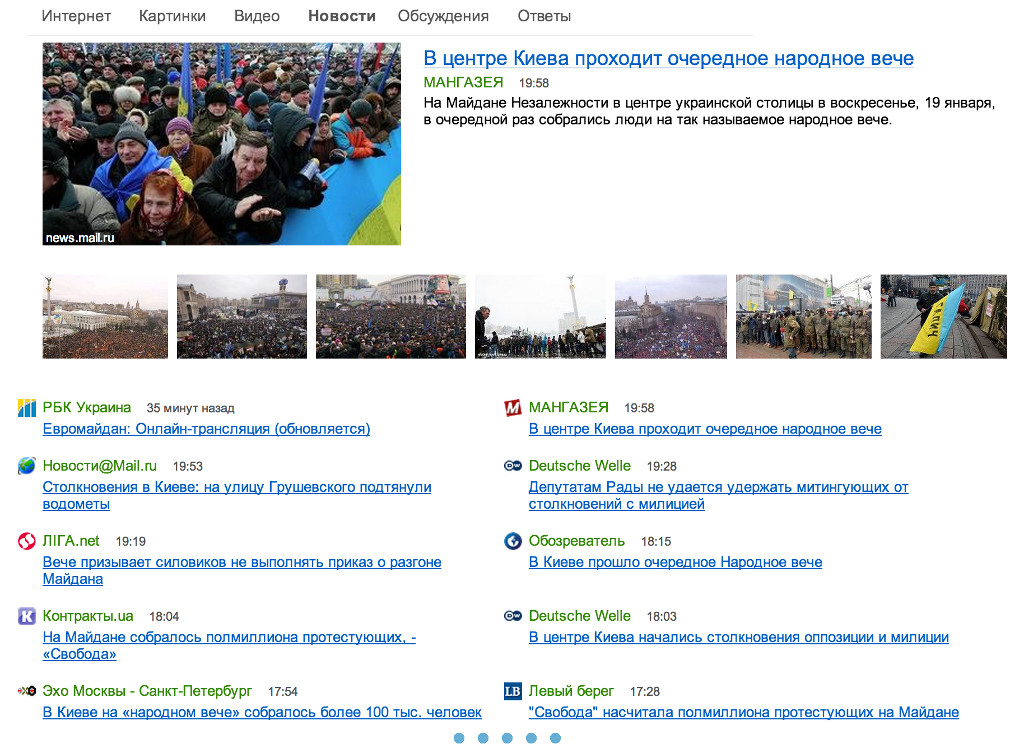 Интернет Картинки Видео Новости Обсуждения Ответы
В центре Киева проходит очередное народное вече
МАНГАЗЕЯ 19:58
На Майдане Незалежности в центре украинской столицы в воскресенье, 19 января,
в очередной раз собрались люди на так называемое народное вече.
news.mail.ru
РБК Украина 35 минут назад
Евромайдан: Онлайн-трансляция (обновляется)
МАНГАЗЕЯ 19:58
В центре Киева проходит очередное народное вече
Новости@Mail.ru 19:53
Столкновения в Киеве: на улицу Грушевского подтянули
водометы
Deutsche Welle 19:28
Депутатам Рады не удается удержать митингующих от
столкновений с милицией
ЛІГА.net 19:19
Вече призывает силовиков не выполнять приказ о разгоне
Майдана
Обозреватель 18:15
В Киеве прошло очередное Народное вече
Контракты.ua 18:04
На Майдане собралось полмиллиона протестующих, -
«Свобода»
Deutsche Welle 18:03
В центре Киева начались столкновения оппозиции и милиции
Эхо Москвы - Санкт-Петербург 17:54
В Киеве на «народном вече» собралось более 100 тыс. человек
LB Левый берег 17:28
"Свобода" насчитала полмиллиона протестующих на Майдане